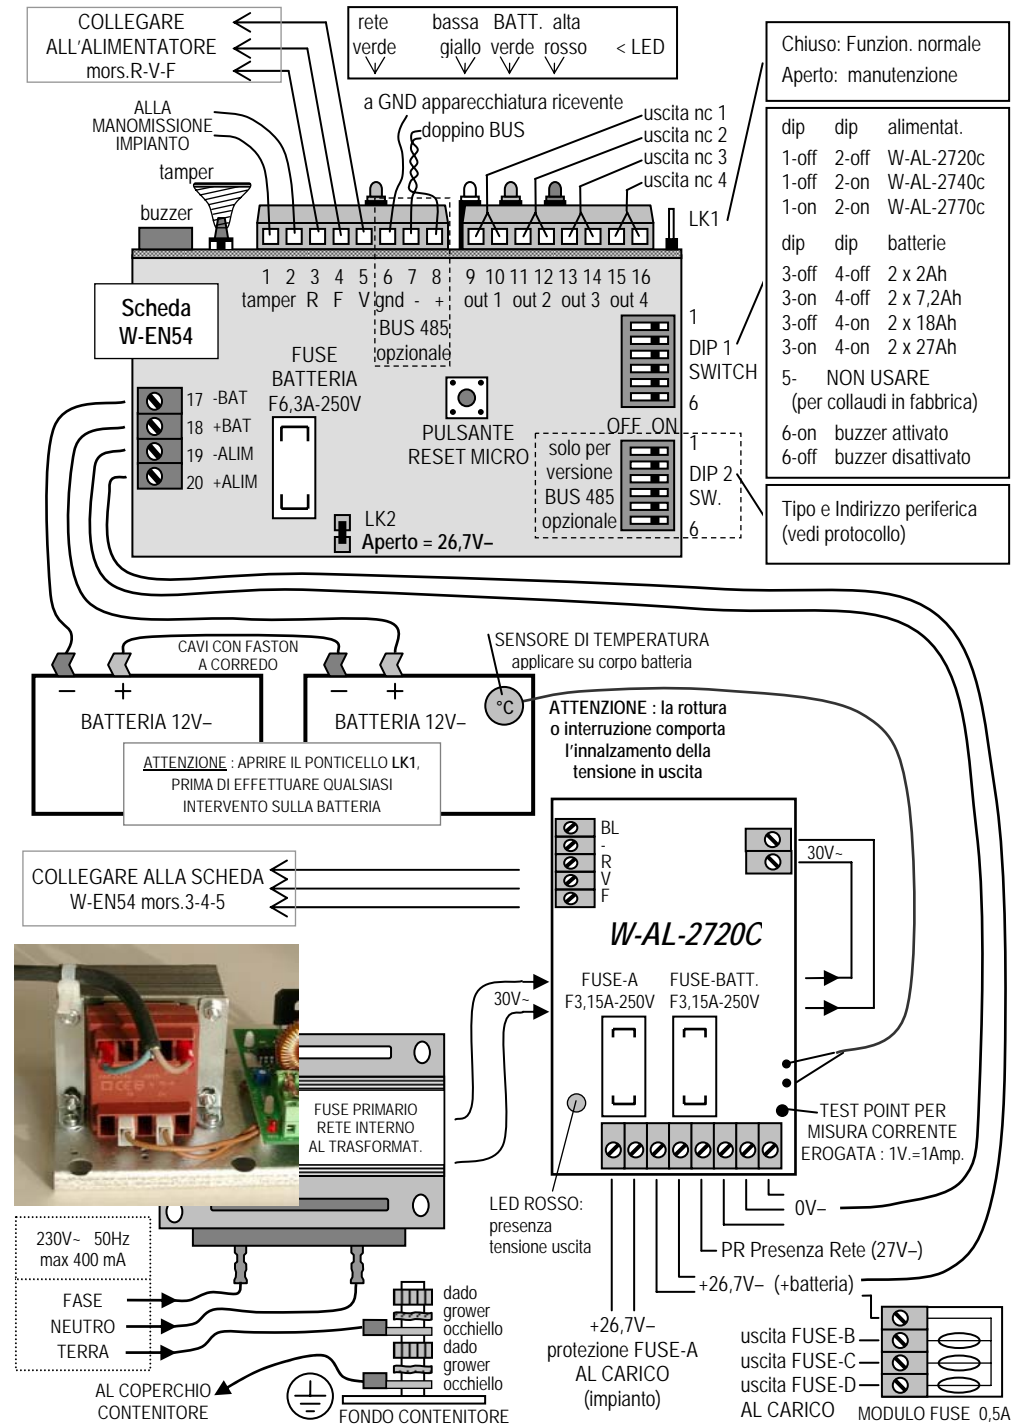 COLLEGARE
ALL'ALIMENTATORE
mors.R-V-F
rete bassa BATT. alta
verde giallo verde rosso < LED
Chiuso: Funzion. normale
Aperto: manutenzione
ALLA
MANOMISSIONE
IMPIANTO
a GND apparecchiatura ricevente
doppino BUS
uscita nc 1
uscita nc 2
uscita nc 3
uscita nc 4
tamper
buzzer
LK1
dip dip alimentat.
1-off 2-off W-AL-2720c
1-off 2-on W-AL-2740c
1-on 2-on W-AL-2770c
dip dip batterie
3-off 4-off 2 x 2Ah
3-on 4-off 2 x 7,2Ah
3-off 4-on 2 x 18Ah
3-on 4-on 2 x 27Ah
5- NON USARE
(per collaudi in fabbrica)
6-on buzzer attivato
6-off buzzer disattivato
1 2 3 4 5 6 7 8 9 10 11 12 13 14 15 16
tamper R F V gnd - + out 1 out 2 out 3 out 4
Scheda
W-EN54
BUS 485
opzionale
FUSE
BATTERIA
F6,3A-250V
1
DIP 1
SWITCH
6
17 -BAT
18 +BAT
19 -ALIM
20 +ALIM
PULSANTE
RESET MICRO
OFF ON
solo per
versione
BUS 485
opzionale
1
DIP 2
SW.
6
Tipo e Indirizzo periferica
(vedi protocollo)
LK2
Aperto = 26,7V⎓
CAVI CON FASTON
A CORREDO
SENSORE DI TEMPERATURA
applicare su corpo batteria
– +
BATTERIA 12V⎓
– +
BATTERIA 12V⎓
°C
ATTENZIONE : la rottura
o interruzione comporta
l'innalzamento della
tensione in uscita
ATTENZIONE : APRIRE IL PONTICELLO LK1,
PRIMA DI EFFETTUARE QUALSIASI
INTERVENTO SULLA BATTERIA
BL
-
R
V
F
30V~
COLLEGARE ALLA SCHEDA
W-EN54 mors.3-4-5
W-AL-2720C
FUSE-A
F3,15A-250V
FUSE-BATT.
F3,15A-250V
30V~
FUSE PRIMARIO
RETE INTERNO
AL TRASFORMAT.
TEST POINT PER
MISURA CORRENTE
EROGATA : 1V.=1Amp.
LED ROSSO:
presenza
tensione uscita
0V⎓
PR Presenza Rete (27V⎓)
+26,7V⎓ (+batteria)
230V~ 50Hz
max 400 mA
FASE
NEUTRO
TERRA
dado
grower
occhiello
dado
grower
occhiello
AL COPERCHIO
CONTENITORE
FONDO CONTENITORE
+26,7V⎓
protezione FUSE-A
AL CARICO
(impianto)
uscita FUSE-B
uscita FUSE-C
uscita FUSE-D
AL CARICO
MODULO FUSE 0,5A